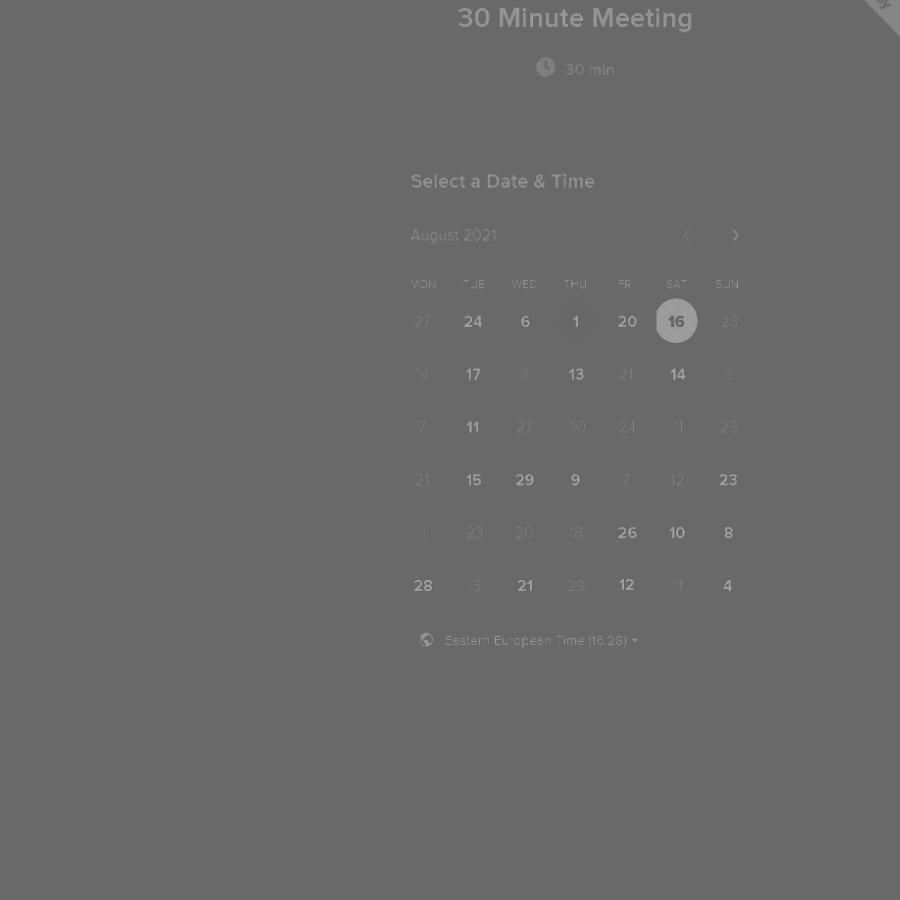 30 Minute Meeting
30 min
Select a Date & Time
August 2021
MON TUE WED THU FRI SAT SUN
27 24 6 1 20 16 23
14 17 6 13 21 14 3
7 11 27 30 24 11 25
21 15 29 9 7 12 23
1 23 20 18 26 10 8
28 15 21 29 12 11 4
Eastern European Time (16:28)